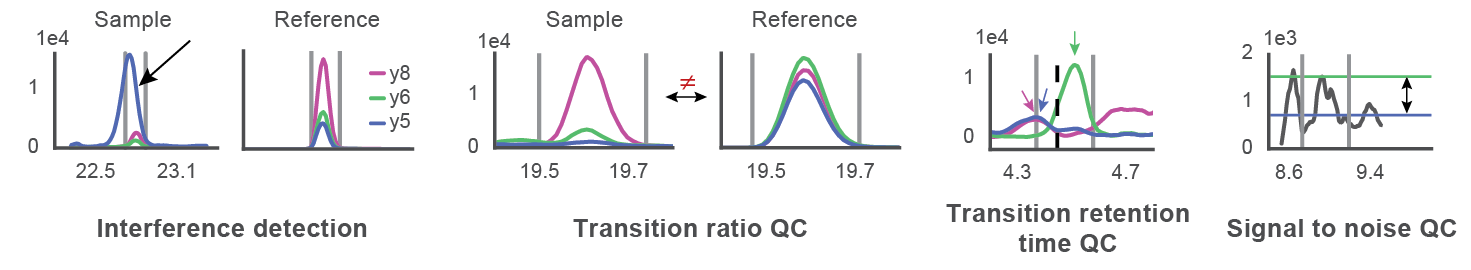 Sample
Reference
1e4
1
0
22.5
23.1
y8
y6
y5
Interference detection
Sample
Reference
1e4
1
0
19.5
19.7
≠
19.5
19.7
Transition ratio QC
1e4
1
0
4.3
4.7
Transition retention
time QC
1e3
2
1
0
8.6
9.4
Signal to noise QC